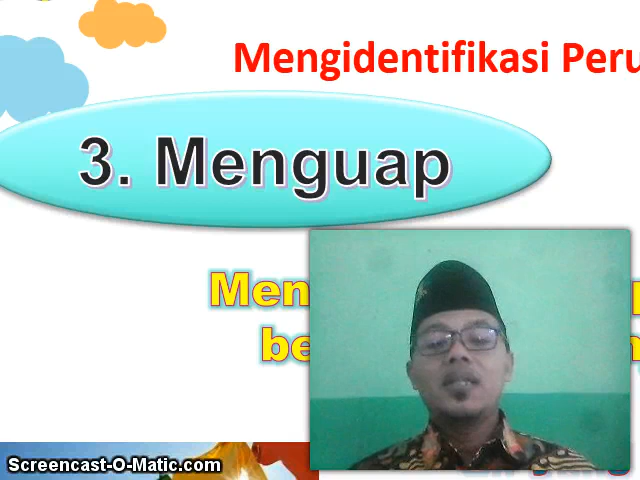 Mengidentifikasi Peru
3. Menguap
Men
be
Screencast-O-Matic.com